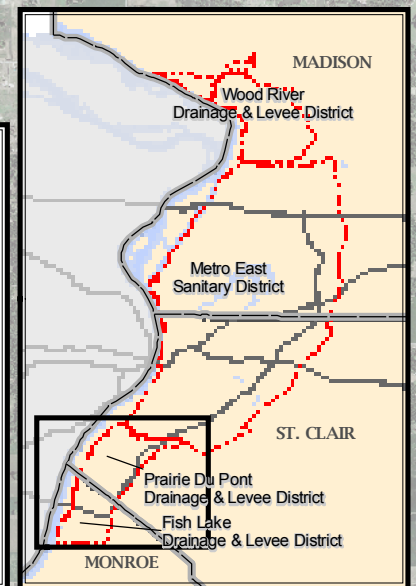 MADISON
Wood River
Drainage & Levee District
Metro East
Sanitary District
ST. CLAIR
Prairie Du Pont
Drainage & Levee District
Fish Lake
Drainage & Levee District
MONROE